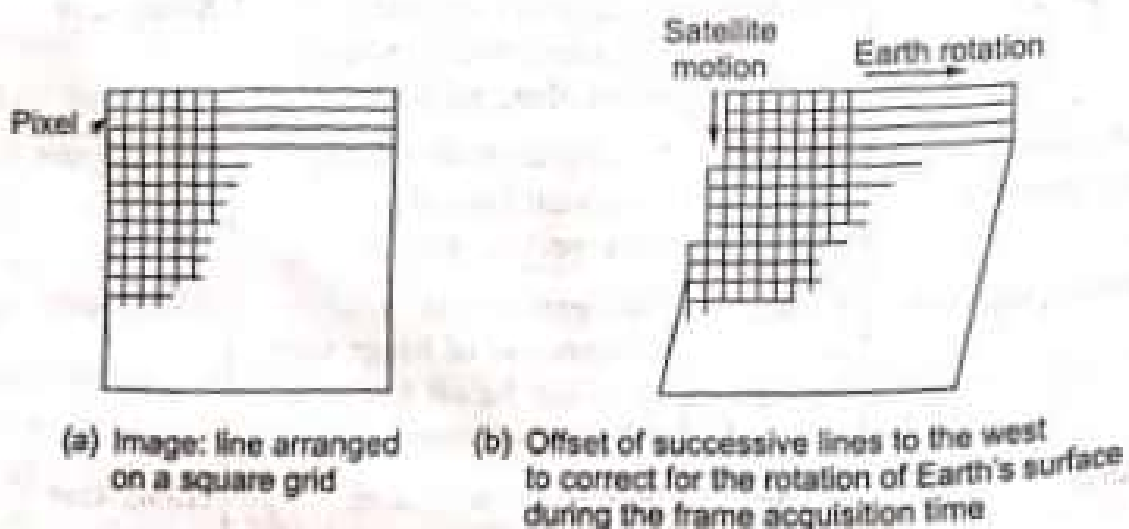 Satellite
motion
Earth rotation
Pixel
(a) Image: line arranged
on a square grid
(b) Offset of successive lines to the west
to correct for the rotation of Earth's surface
during the frame acquisition time